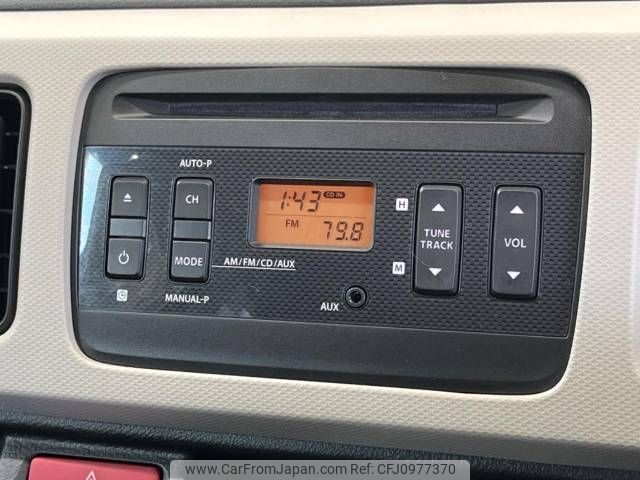 AUTO-P
CH
1:43 CD IN
FM 79.8
H
TUNE
TRACK
VOL
MODE
AM/FM/CD/AUX
M
C
MANUAL-P
AUX
www.CarFromJapan.com - Ref:CFJ0977370